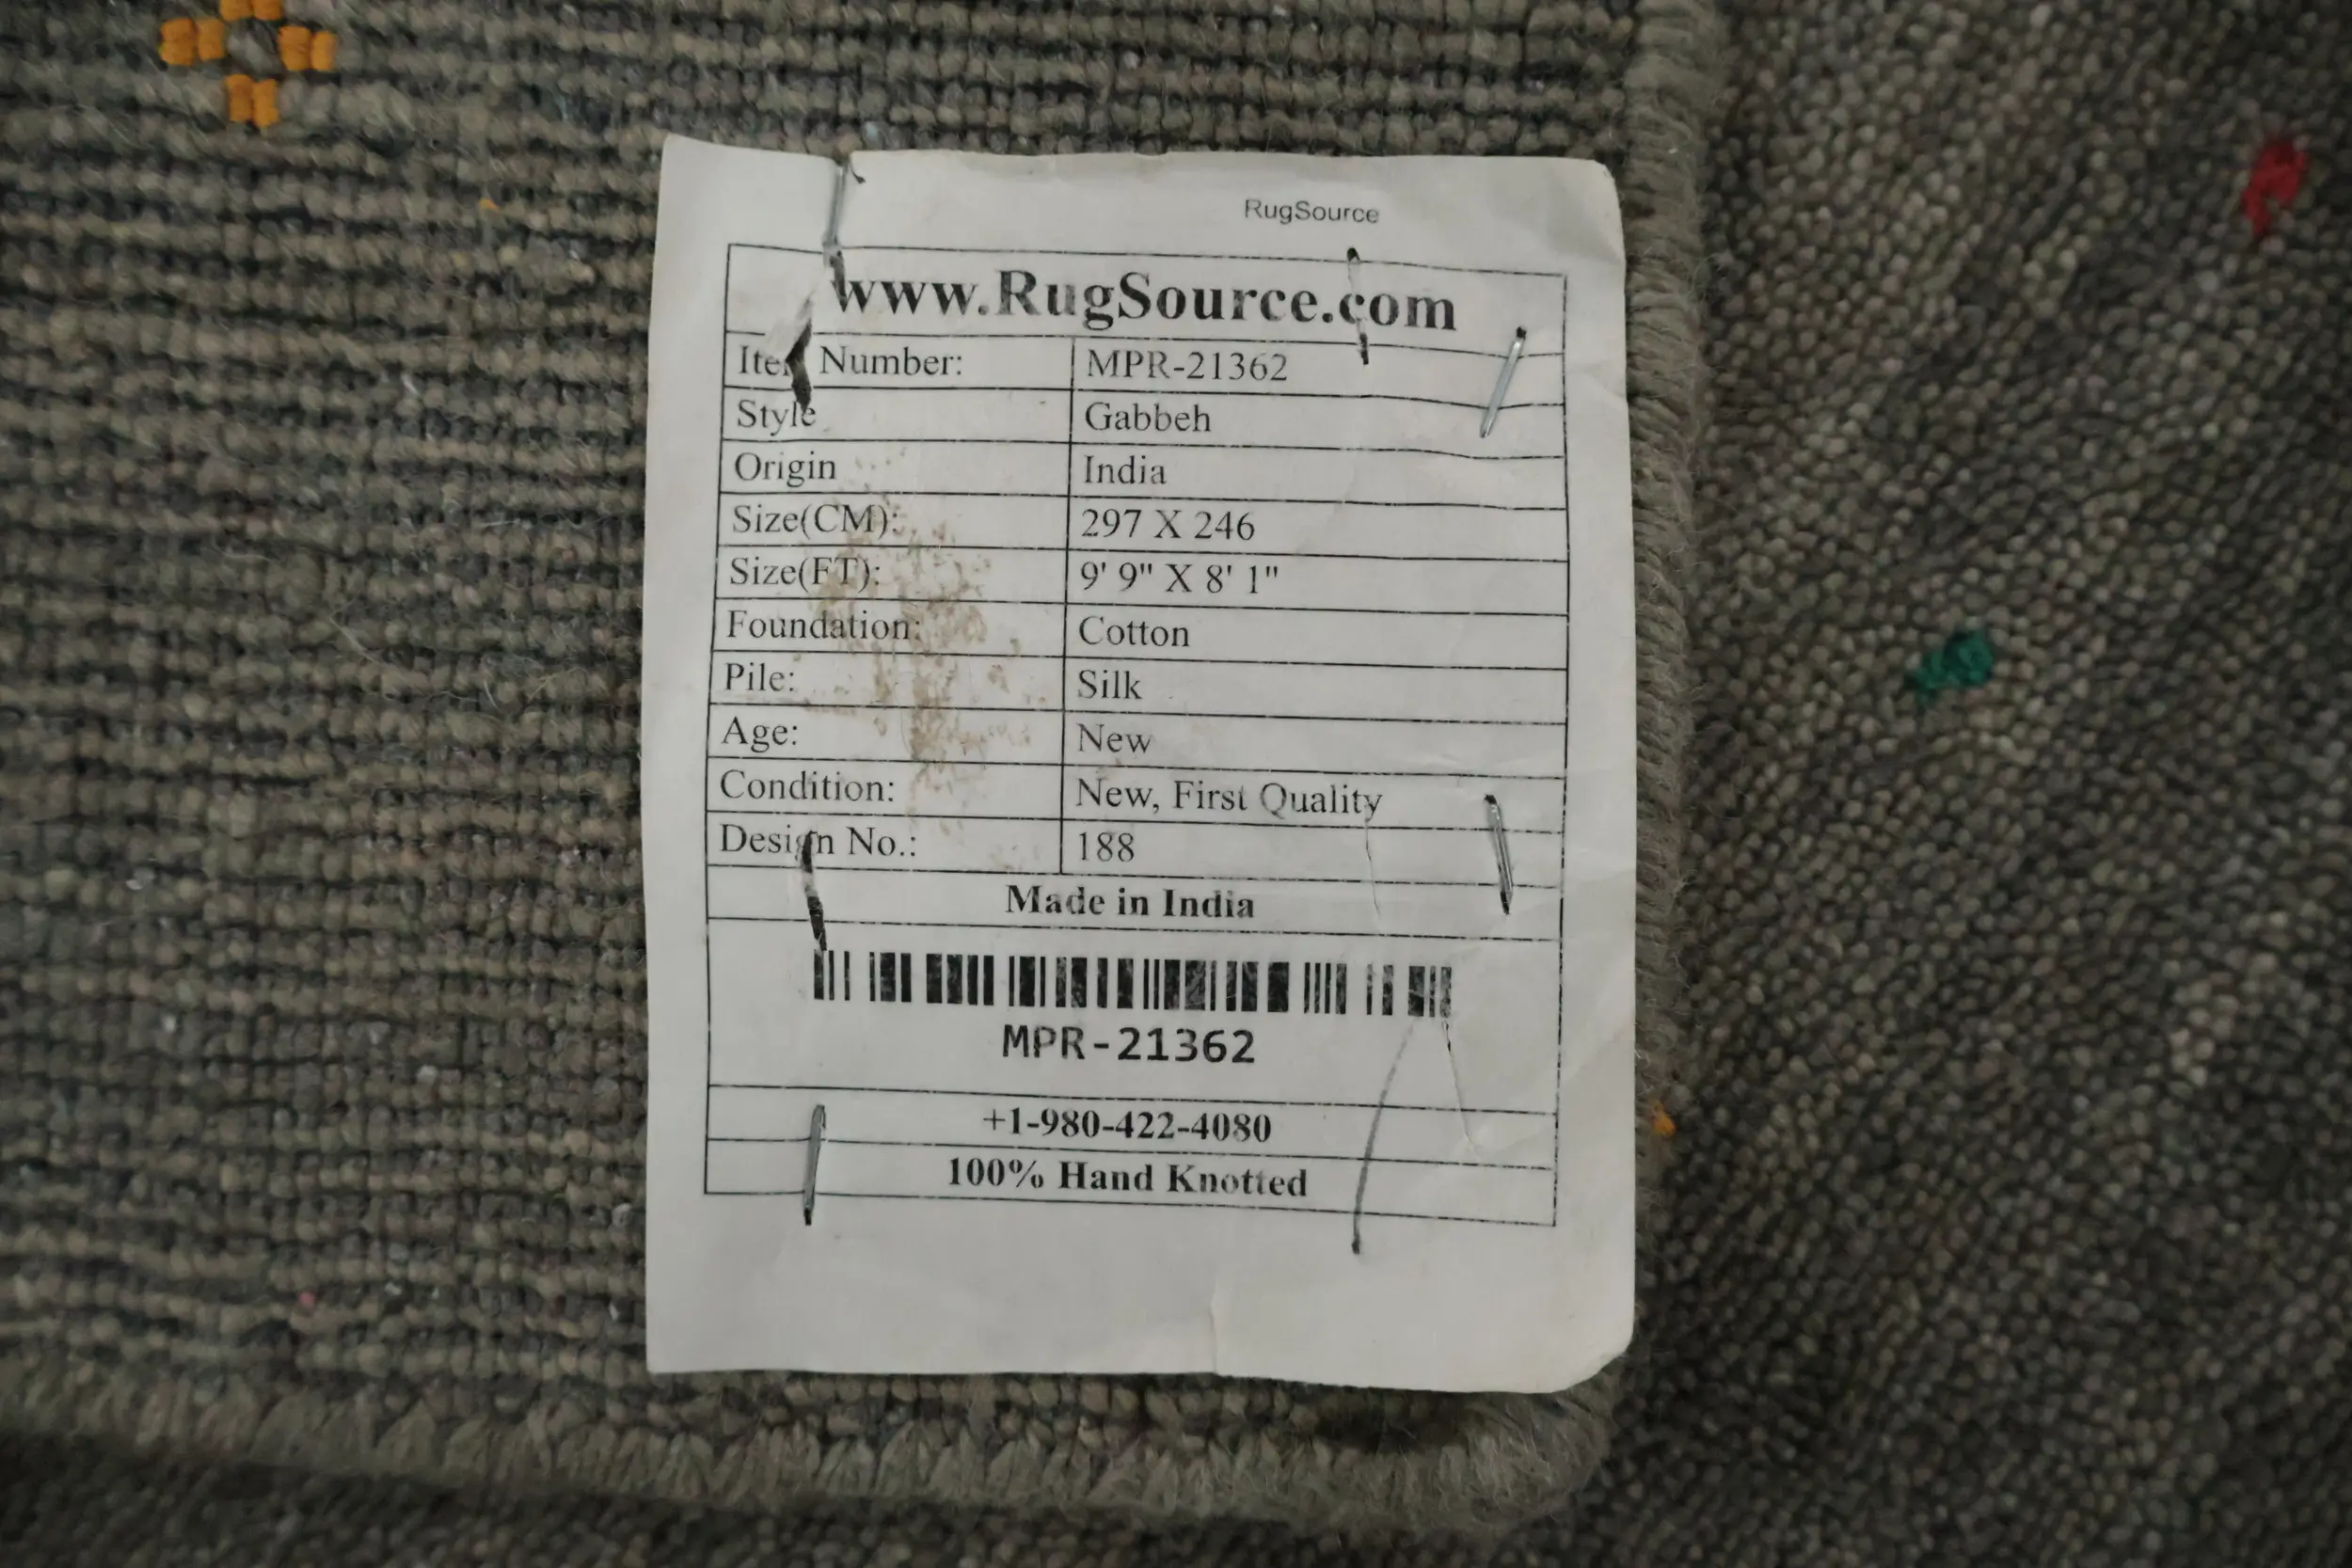 RugSource
www.RugSource.com
Item Number: MPR-21362
Style Gabbeh
Origin India
Size(CM): 297 X 246
Size(FT): 9' 9" X 8' 1"
Foundation: Cotton
Pile: Silk
Age: New
Condition: New, First Quality
Design No.: 188
Made in India
MPR-21362
+1-980-422-4080
100% Hand Knotted